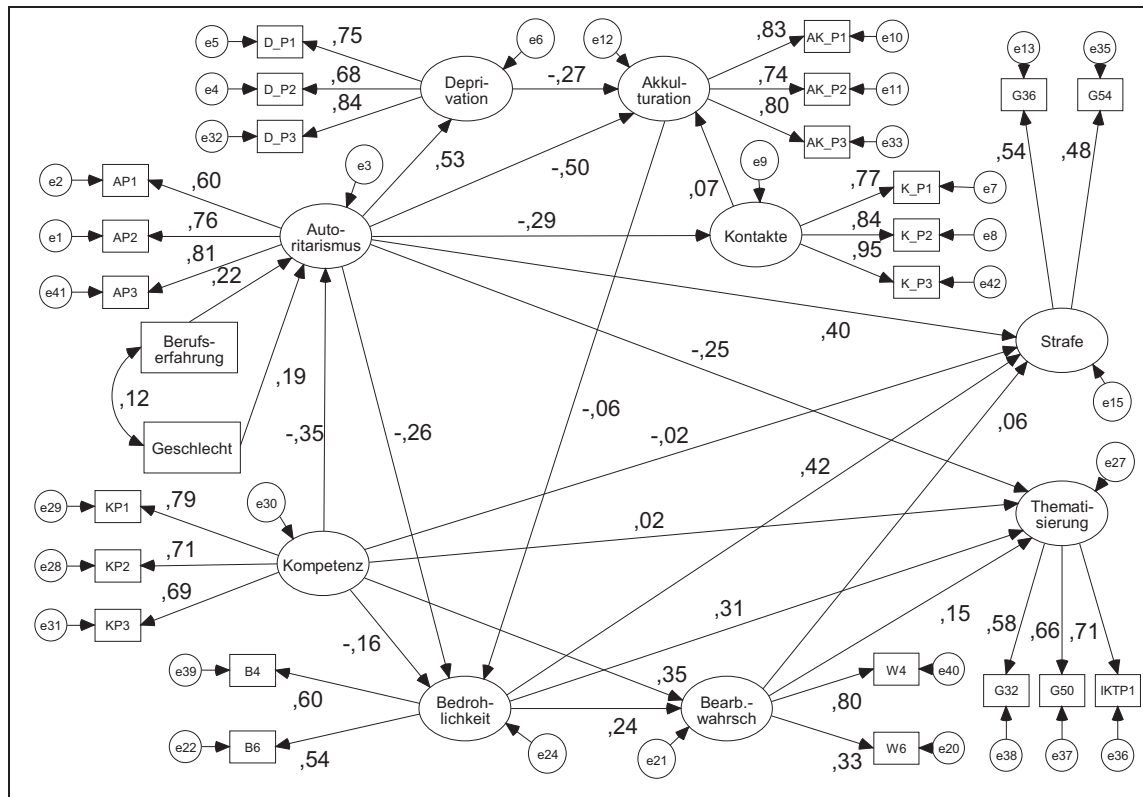 e5
D_P1
,75
e6
e12
,83
AK_P1
e10
e13
e35
e4
D_P2
,68
Depri-
vation
-,27
Akkul-
turation
,74
AK_P2
e11
G36
G54
,84
e32
D_P3
,80
AK_P3
e33
,54
,48
,53
-,50
e3
e9
e2
AP1
,60
,07
,77
K_P1
e7
e1
AP2
,76
Auto-
ritarismus
-,29
Kontakte
,84
K_P2
e8
,81
,95
e41
AP3
,22
K_P3
e42
Berufs-
erfahrung
,40
Strafe
-,25
,12
,19
e15
-,06
Geschlecht
-,35
-,26
-,02
,06
,42
e27
e29
KP1
,79
e30
Themati-
sierung
,02
e28
KP2
,71
Kompetenz
e31
KP3
,69
,31
,15
,58
,66
,71
-,16
e39
B4
,35
W4
e40
,60
Bedroh-
lichkeit
Bearb.-
wahrsch
,80
G32
G50
IKTP1
,24
e22
B6
e24
e21
W6
e20
,54
,33
e38
e37
e36